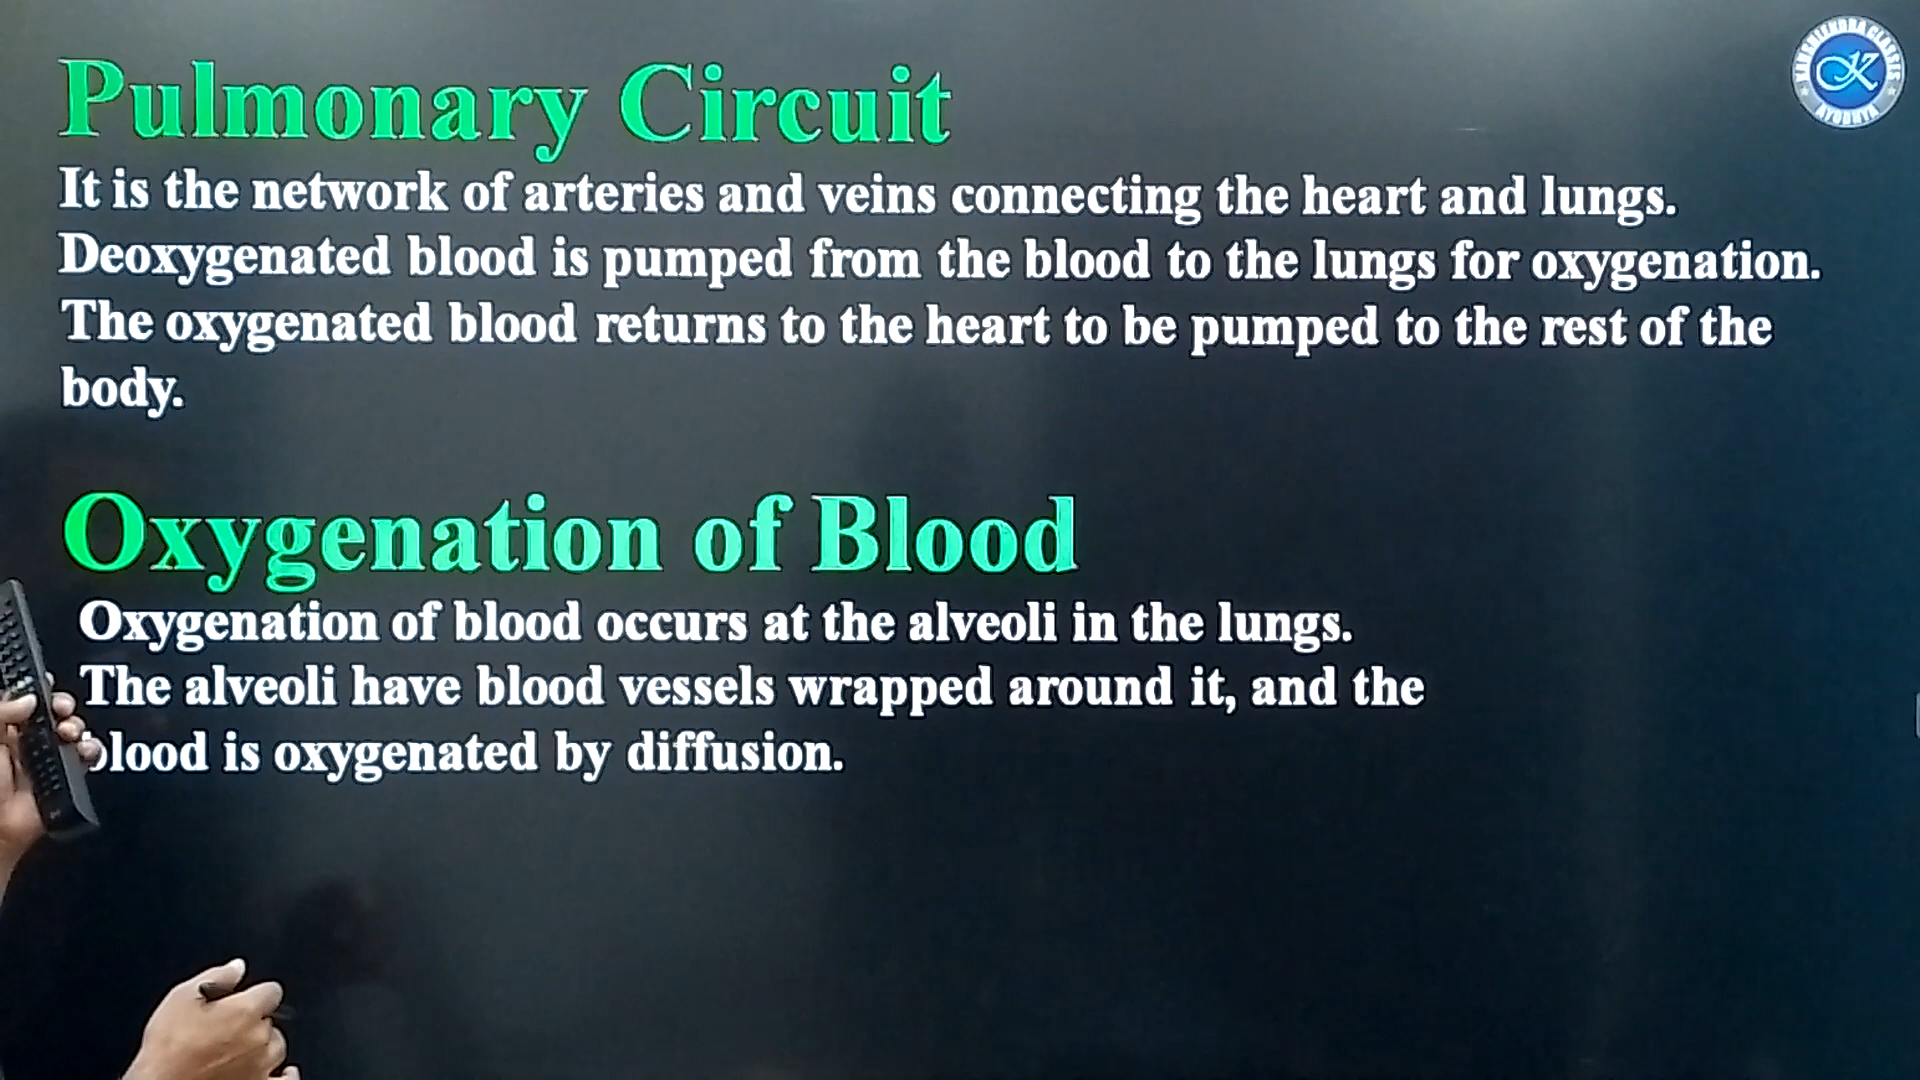 Pulmonary Circuit
It is the network of arteries and veins connecting the heart and lungs.
Deoxygenated blood is pumped from the blood to the lungs for oxygenation.
The oxygenated blood returns to the heart to be pumped to the rest of the
body.
Oxygenation of Blood
Oxygenation of blood occurs at the alveoli in the lungs.
The alveoli have blood vessels wrapped around it, and the
blood is oxygenated by diffusion.
CLASSES
AYODHYA